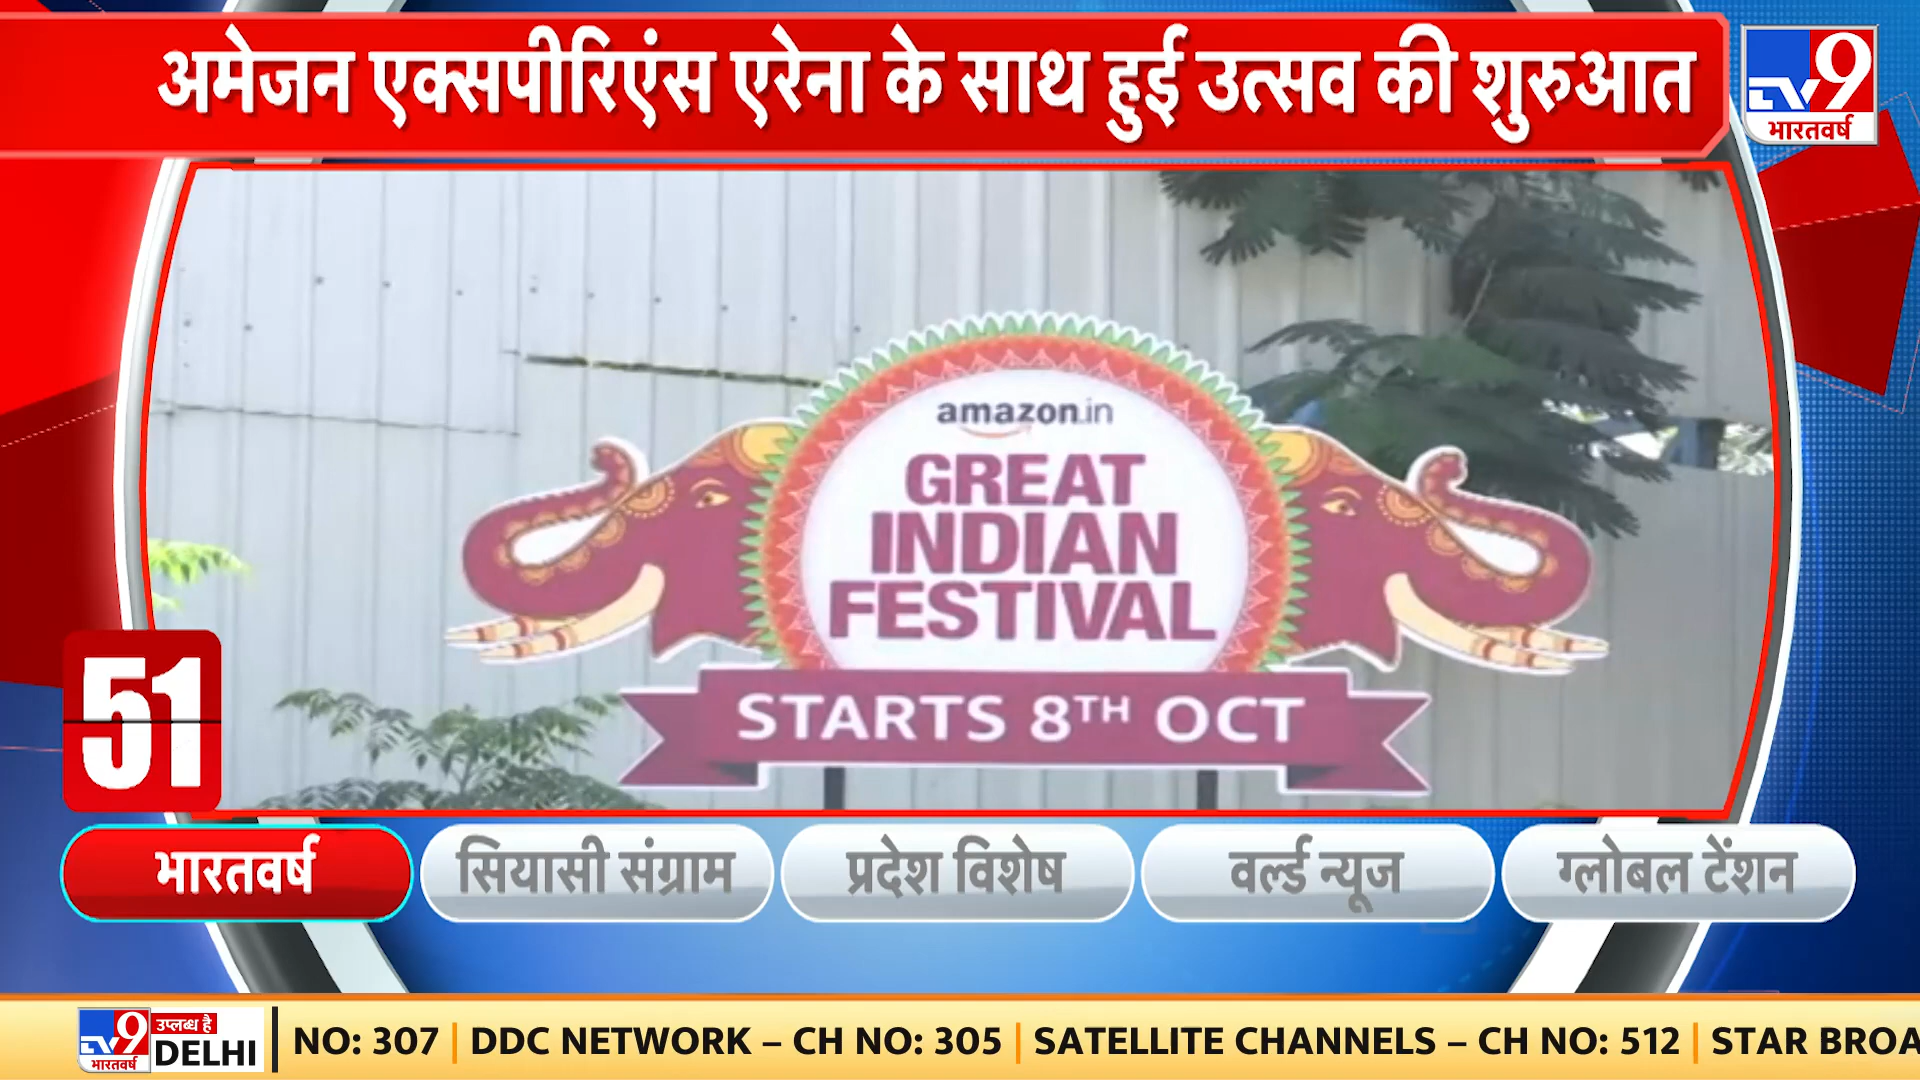 अमेजन एक्सपीरिएंस एरेना के साथ हुई उत्सव की शुरुआत
TV9
भारतवर्ष
amazon.in
GREAT
INDIAN
FESTIVAL
STARTS 8TH OCT
51
भारतवर्ष
सियासी संग्राम
प्रदेश विशेष
वर्ल्ड न्यूज
ग्लोबल टेंशन
TV9
भारतवर्ष
उप्लब्ध है
DELHI
NO: 307 | DDC NETWORK – CH NO: 305 | SATELLITE CHANNELS – CH NO: 512 | STAR BROA